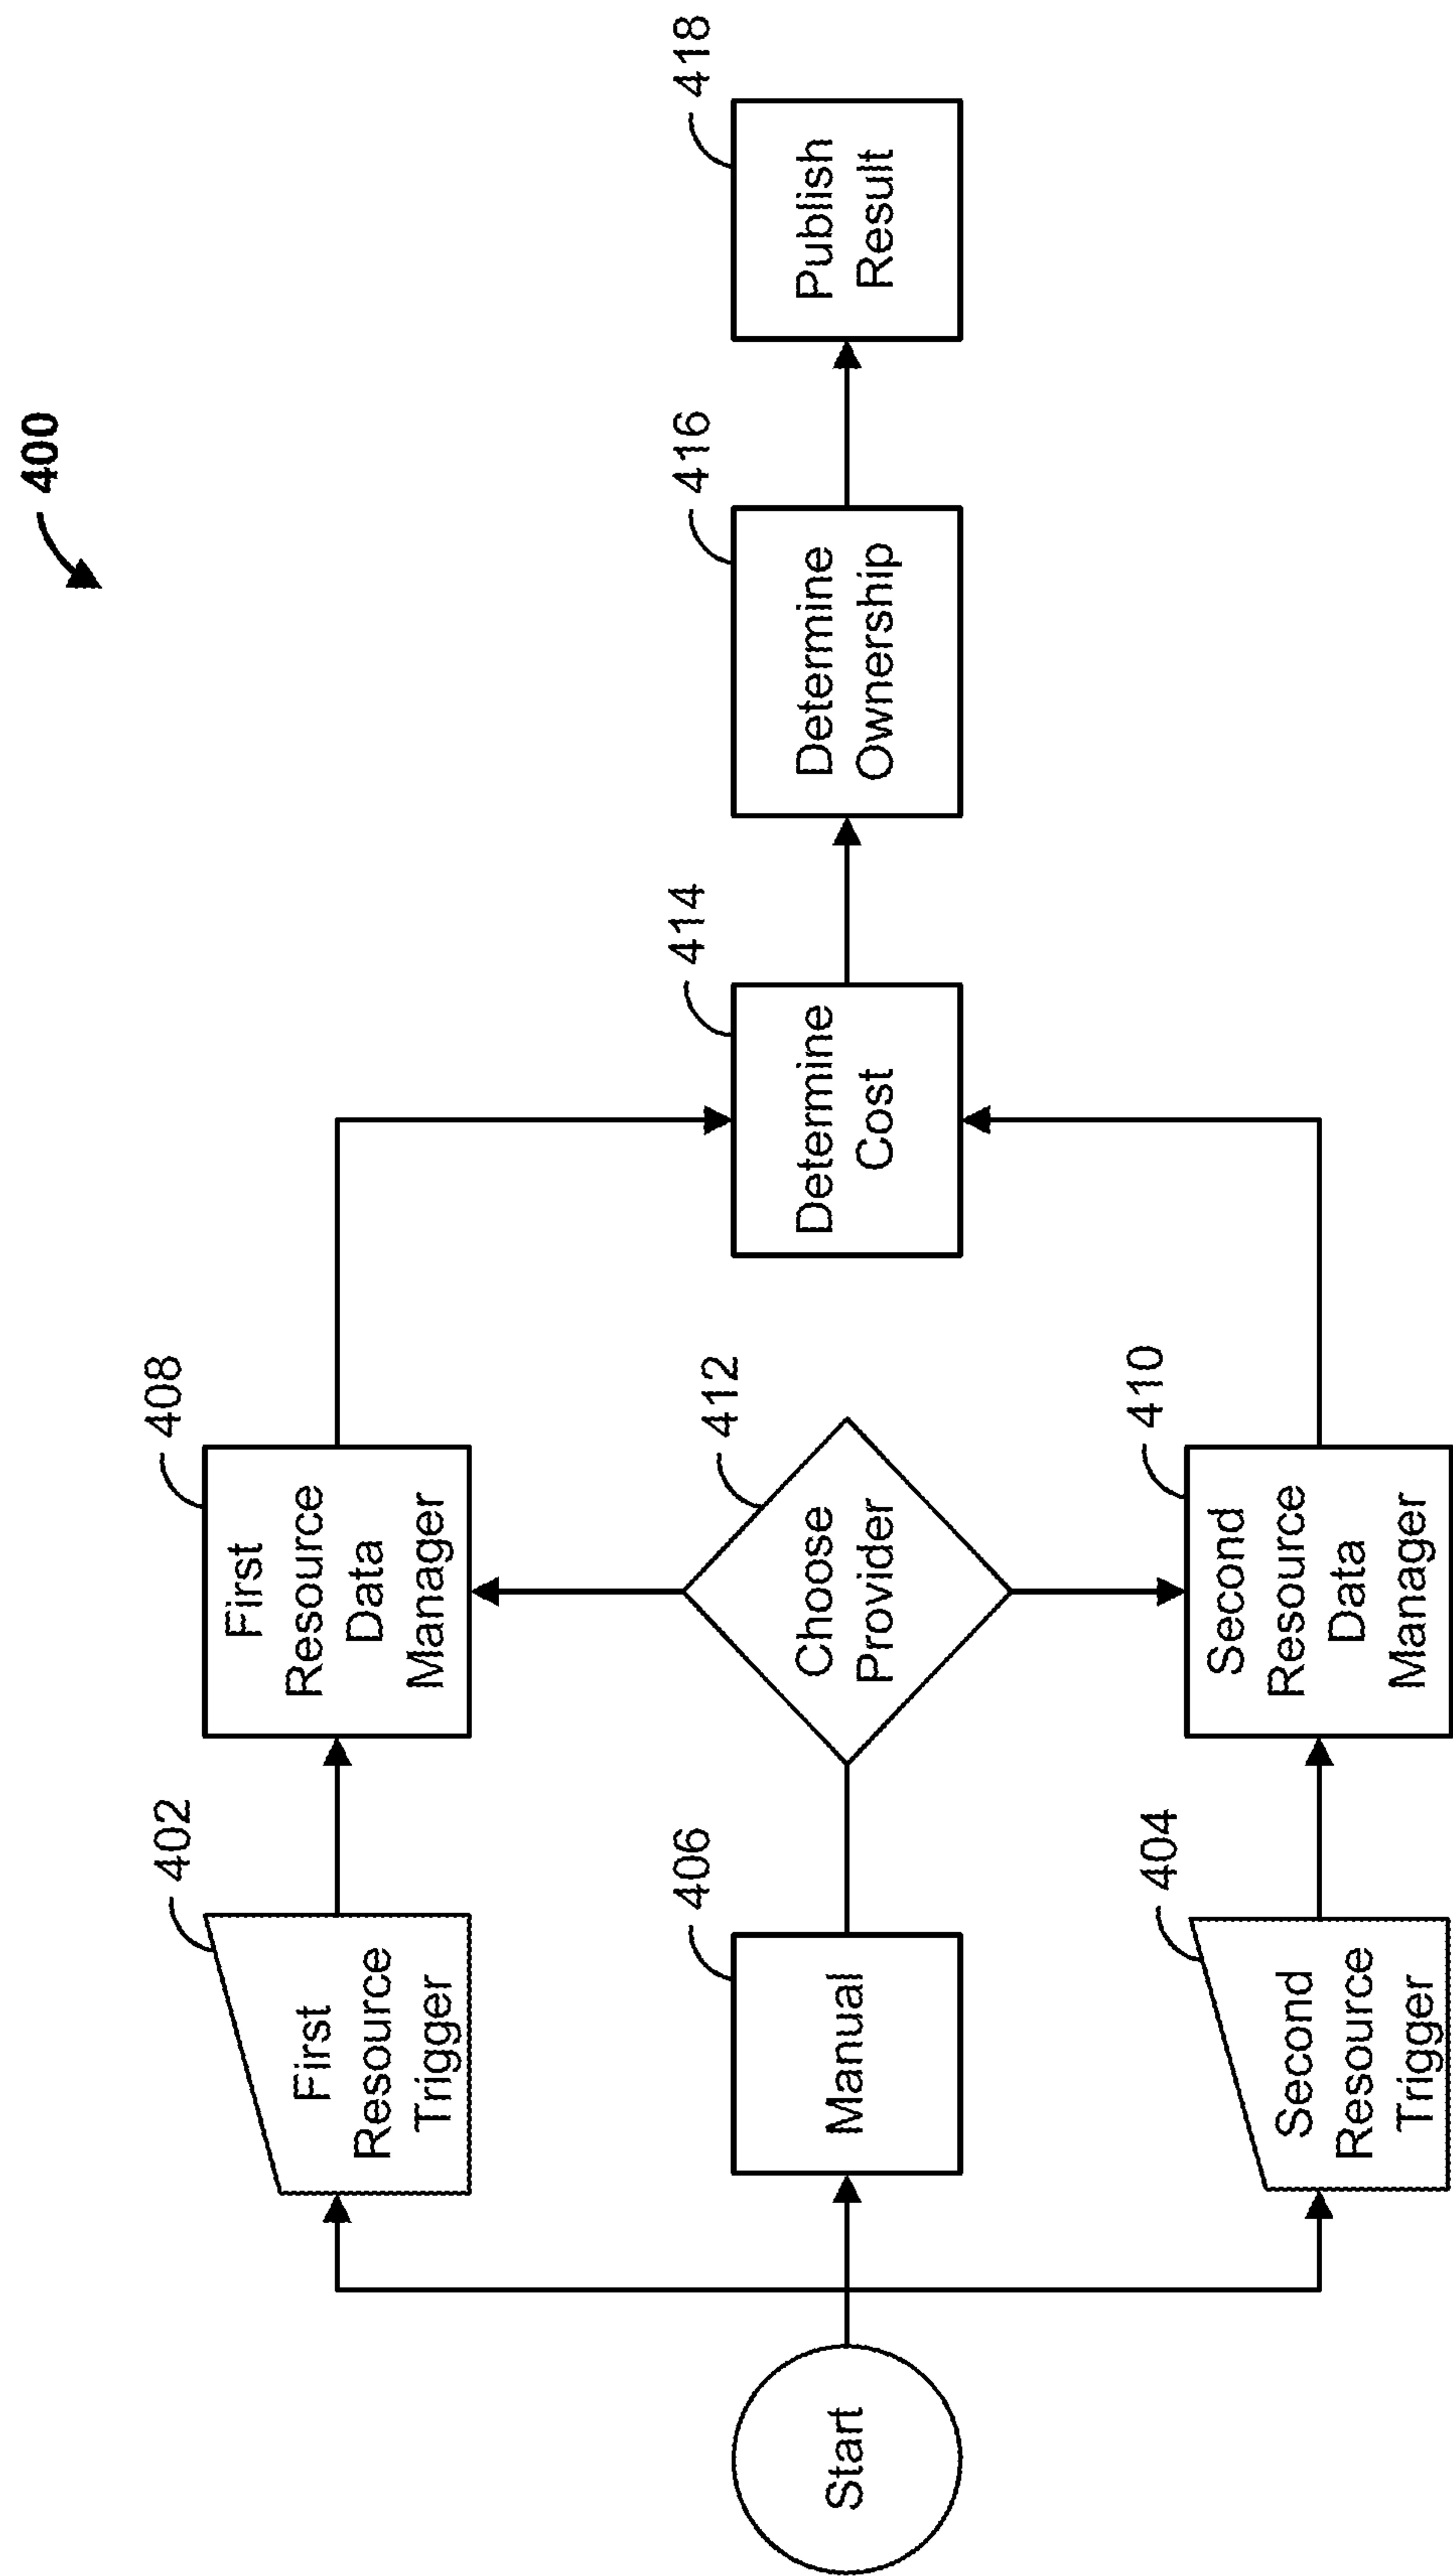 400
Start
402
First
Resource
Trigger
406
Manual
404
Second
Resource
Trigger
408
First
Resource
Data
Manager
412
Choose
Provider
410
Second
Resource
Data
Manager
414
Determine
Cost
416
Determine
Ownership
418
Publish
Result